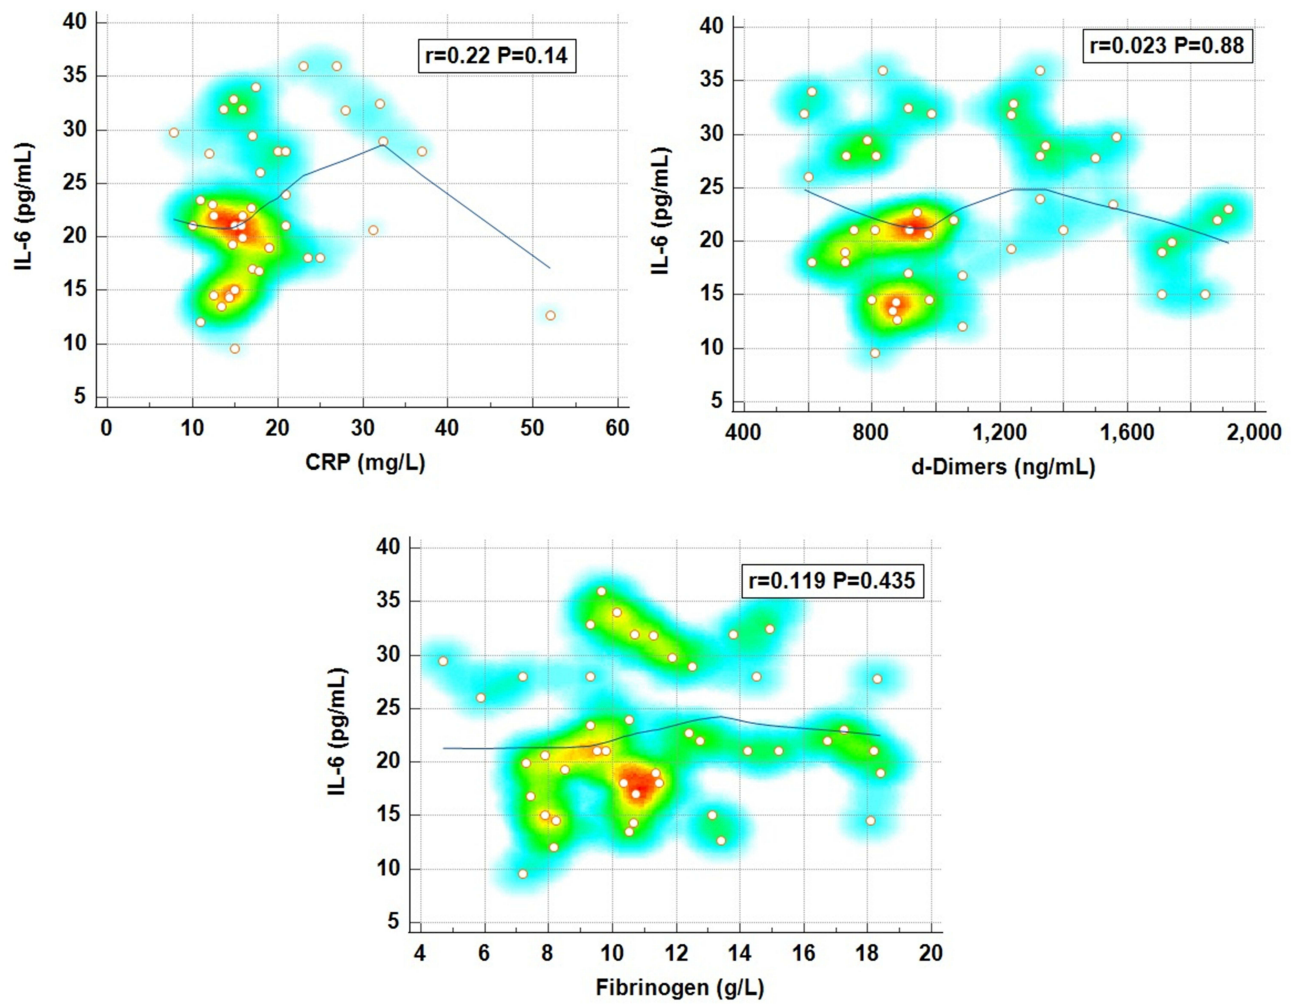 r=0.22 P=0.14
40
35
30
25
20
15
10
5
IL-6 (pg/mL)
0 10 20 30 40 50 60
CRP (mg/L)
r=0.023 P=0.88
40
35
30
25
20
15
10
5
IL-6 (pg/mL)
400 800 1,200 1,600 2,000
d-Dimers (ng/mL)
r=0.119 P=0.435
40
35
30
25
20
15
10
5
IL-6 (pg/mL)
4 6 8 10 12 14 16 18 20
Fibrinogen (g/L)